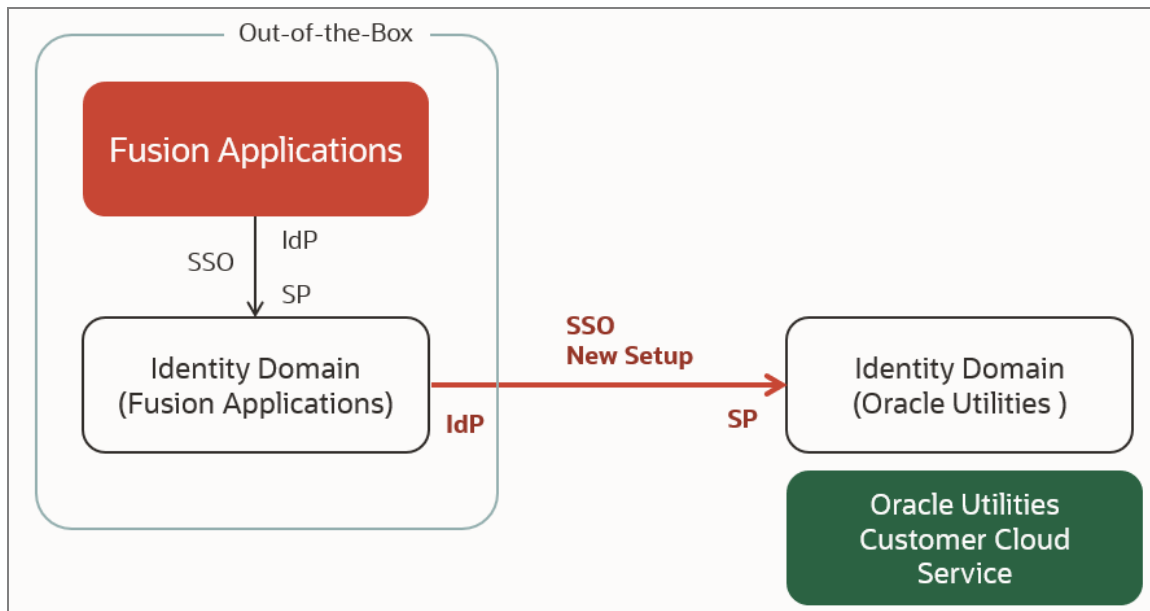 Out-of-the-Box
Fusion Applications
IdP
SSO
SP
Identity Domain
(Fusion Applications)
SSO
New Setup
IdP
SP
Identity Domain
(Oracle Utilities )
Oracle Utilities
Customer Cloud
Service